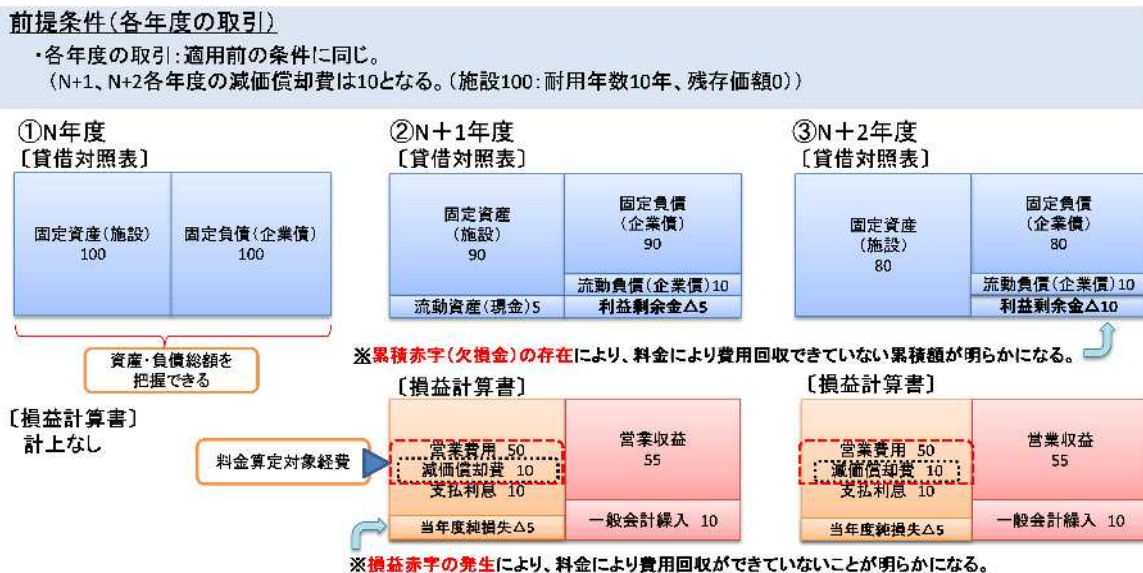 前提条件(各年度の取引)
・各年度の取引:適用前の条件に同じ。
(N+1、N+2各年度の減価償却費は10となる。(施設100:耐用年数10年、残存価額0))
①N年度
〔貸借対照表〕
固定資産(施設)
100
固定負債(企業債)
100
資産・負債総額を
把握できる
〔損益計算書〕
計上なし
②N+1年度
〔貸借対照表〕
固定資産
(施設)
90
固定負債
(企業債)
90
流動負債(企業債)10
流動資産(現金)5
利益剰余金△5
③N+2年度
〔貸借対照表〕
固定資産
(施設)
80
固定負債
(企業債)
80
流動負債(企業債)10
利益剰余金△10
※累積赤字(欠損金)の存在により、料金により費用回収できていない累積額が明らかになる。
料金算定対象経費
〔損益計算書〕
営業費用 50
減価償却費 10
支払利息 10
当年度純損失△5
営業収益
55
一般会計繰入 10
〔損益計算書〕
営業費用 50
減価償却費 10
支払利息 10
当年度純損失△5
営業収益
55
一般会計繰入 10
※損益赤字の発生により、料金により費用回収ができていないことが明らかになる。